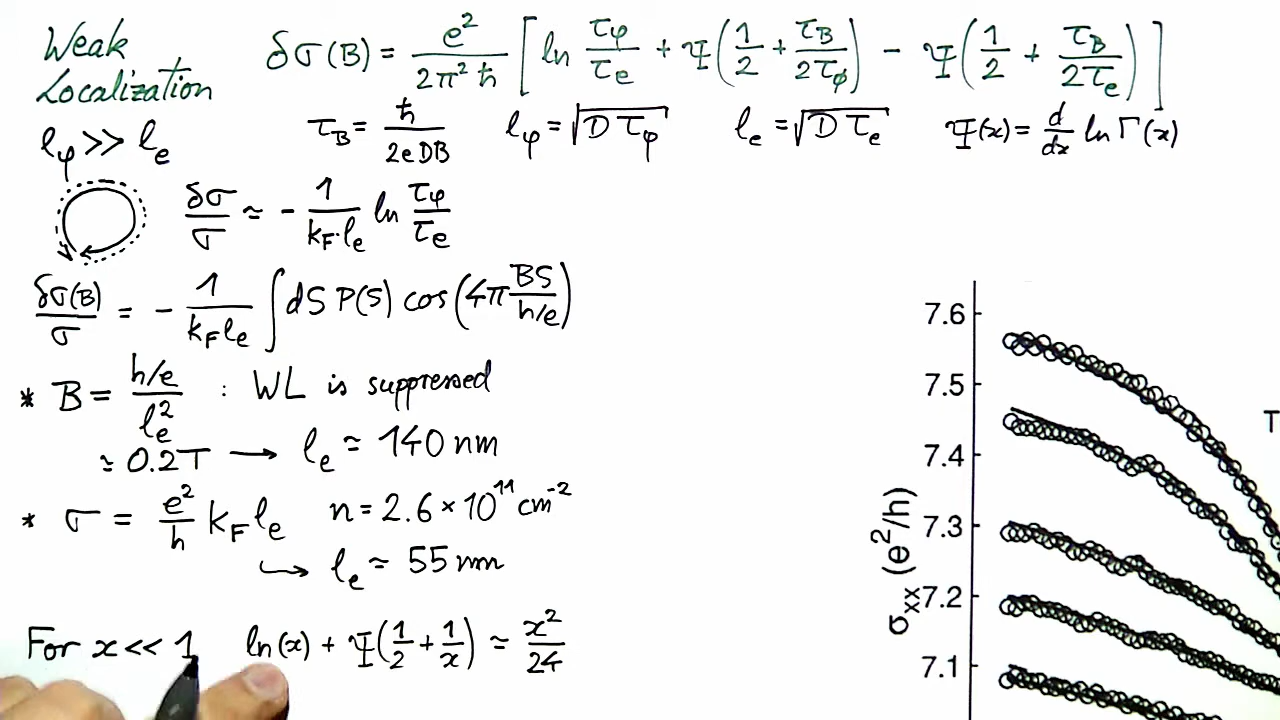 Weak Localization
δσ(B) = e²/2π²ħ [ln τφ/τe + Ψ(1/2 + τB/2τϕ) − Ψ(1/2 + τB/2τe)]
lφ >> le
τB = ħ/2eDB
lφ = √Dτφ
le = √Dτe
Ψ(x) = d/dx ln Γ(x)
δσ/σ ≃ − 1/kF·le ln τφ/τe
δσ(B)/σ = − 1/kFle ∫dS P(S) cos(4π BS/h/e)
* B = h/e/le² : WL is suppressed
≃ 0.2T → le ≃ 140 nm
* σ = e²/h kFle n = 2.6 × 10¹¹ cm⁻²
↪ le ≃ 55 nm
For x << 1 ln(x) + Ψ(1/2 + 1/x) ≃ x²/24
7.6
7.5
7.4
7.3
7.2
7.1
σxx (e²/h)
T